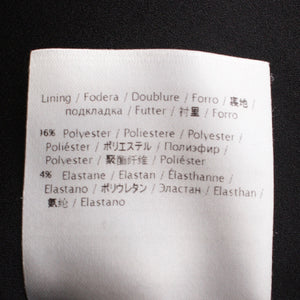 Lining / Fodera / Doublure / Forro / 裏地 /
подкладка / Futter / 衬里 / Forro
16% Polyester / Poliestere / Polyester /
Poliéster / ポリエステル / Полиэфир /
Polyester / 聚酯纤维 / Poliéster
4% Elastane / Elastan / Élasthanne /
Elastano / ポリウレタン / Эластан / Elasthan /
氨纶 / Elastano